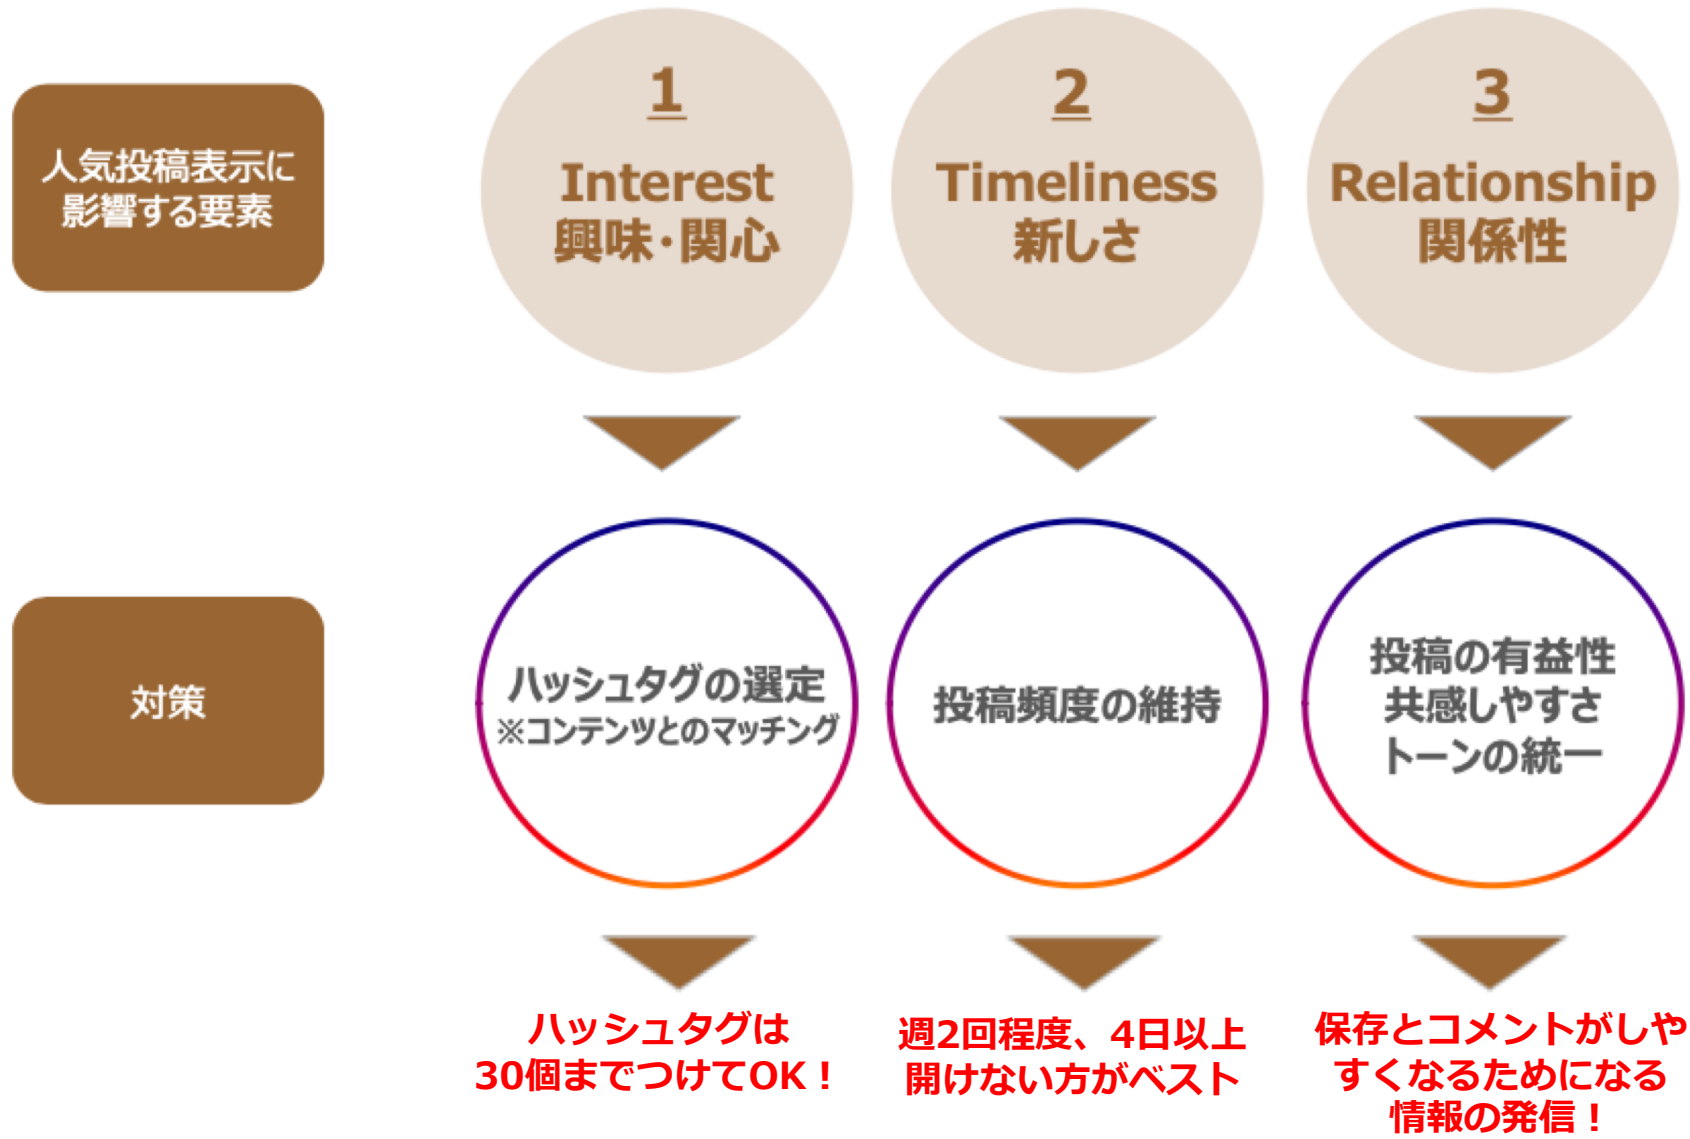 人気投稿表示に
影響する要素
1
Interest
興味・関心
2
Timeliness
新しさ
3
Relationship
関係性
対策
ハッシュタグの選定
※コンテンツとのマッチング
投稿頻度の維持
投稿の有益性
共感しやすさ
トーンの統一
ハッシュタグは
30個までつけてOK！
週2回程度、4日以上
開けない方がベスト
保存とコメントがしや
すくなるためになる
情報の発信！